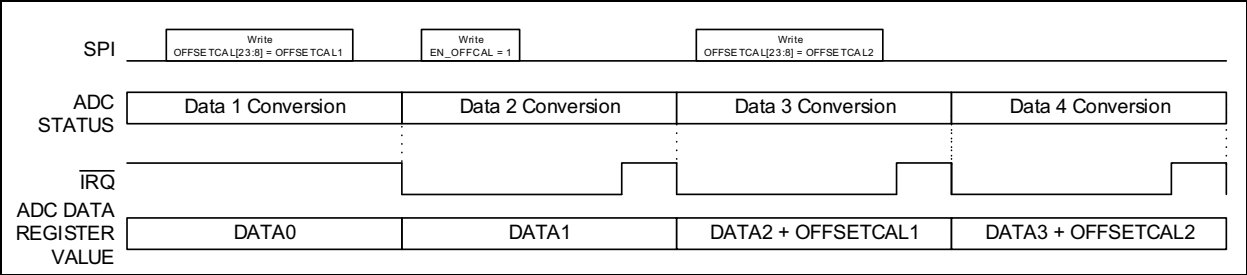 SPI
Write
OFFSETCAL[23:8] = OFFSETCAL1
Write
EN_OFFCAL = 1
Write
OFFSETCAL[23:8] = OFFSETCAL2
ADC
STATUS
Data 1 Conversion
Data 2 Conversion
Data 3 Conversion
Data 4 Conversion
IRQ
ADC DATA
REGISTER
VALUE
DATA0
DATA1
DATA2 + OFFSETCAL1
DATA3 + OFFSETCAL2